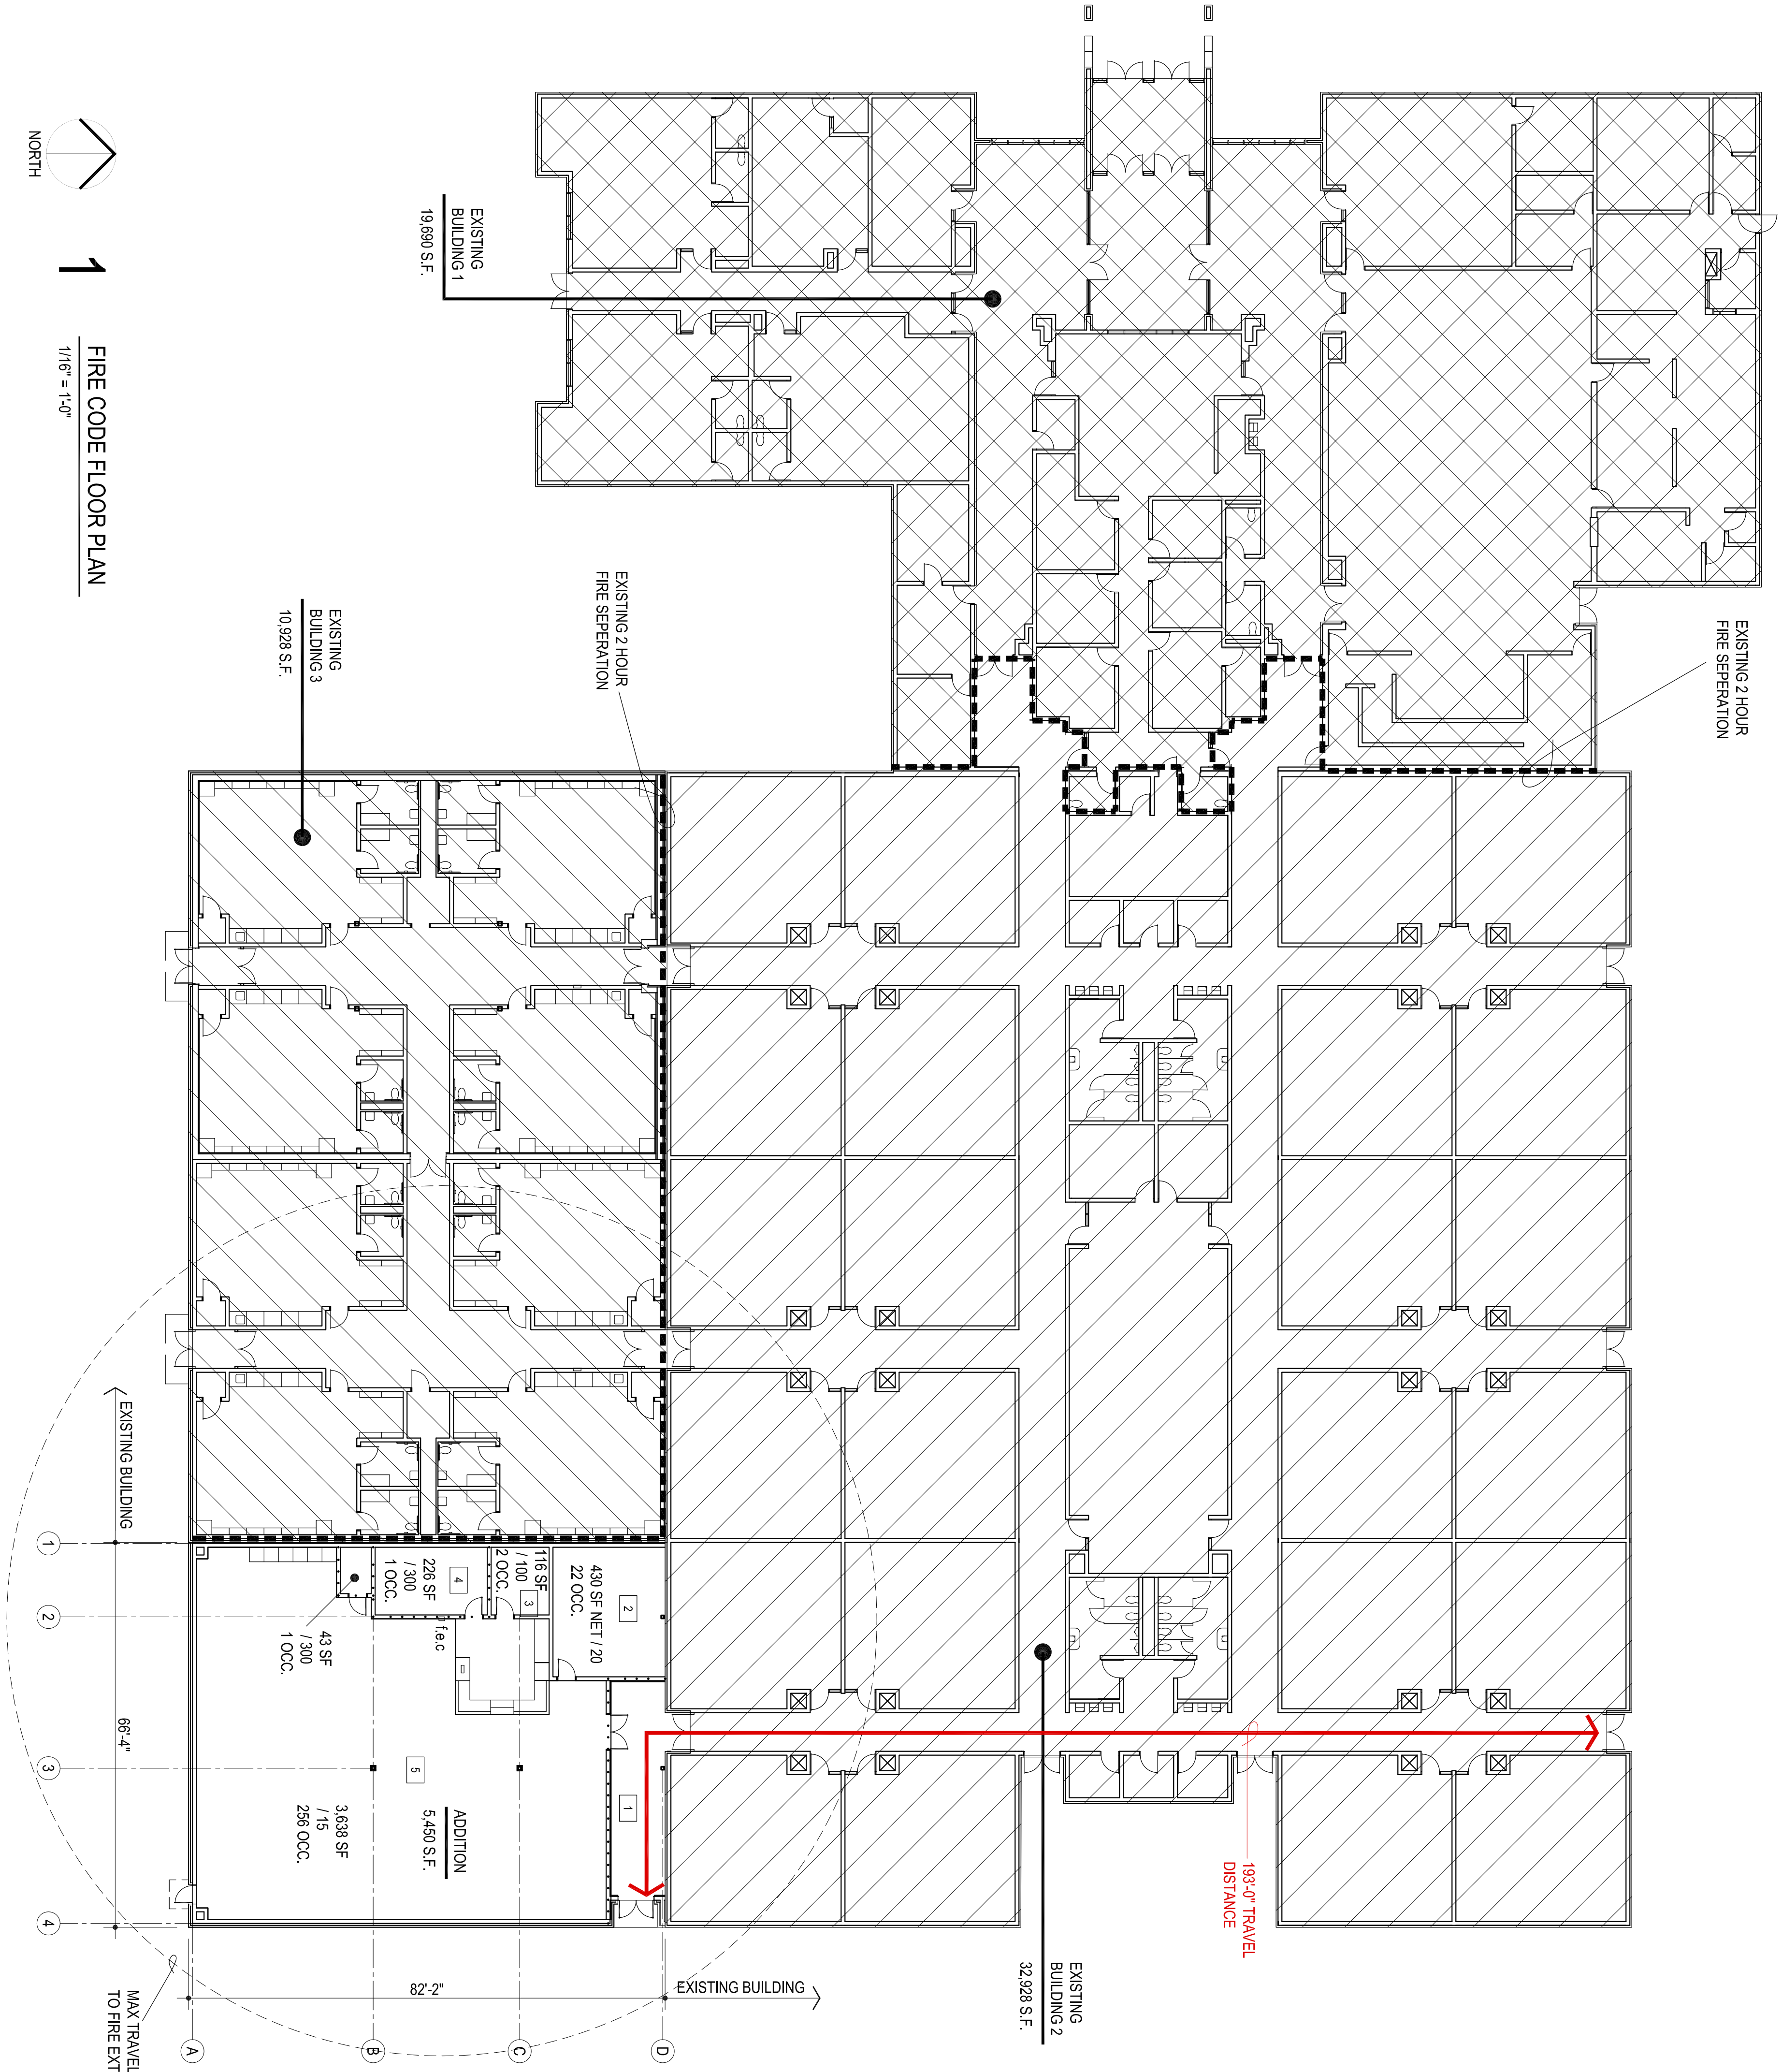 NORTH
1
FIRE CODE FLOOR PLAN
1/16" = 1'-0"
EXISTING
BUILDING 1
19,690 S.F.
EXISTING 2 HOUR
FIRE SEPERATION
EXISTING 2 HOUR
FIRE SEPERATION
EXISTING
BUILDING 3
10,928 S.F.
EXISTING BUILDING
66'-4"
1
2
3
4
430 SF NET / 20
22 OCC.
2
116 SF
/ 100
2 OCC.
3
226 SF
/ 300
1 OCC.
4
f.e.c
43 SF
/ 300
1 OCC.
5
1
ADDITION
5,450 S.F.
3,638 SF
/ 15
256 OCC.
193'-0" TRAVEL
DISTANCE
EXISTING
BUILDING 2
32,928 S.F.
82'-2"
EXISTING BUILDING
A
B
C
D
MAX TRAVEL
TO FIRE EXT